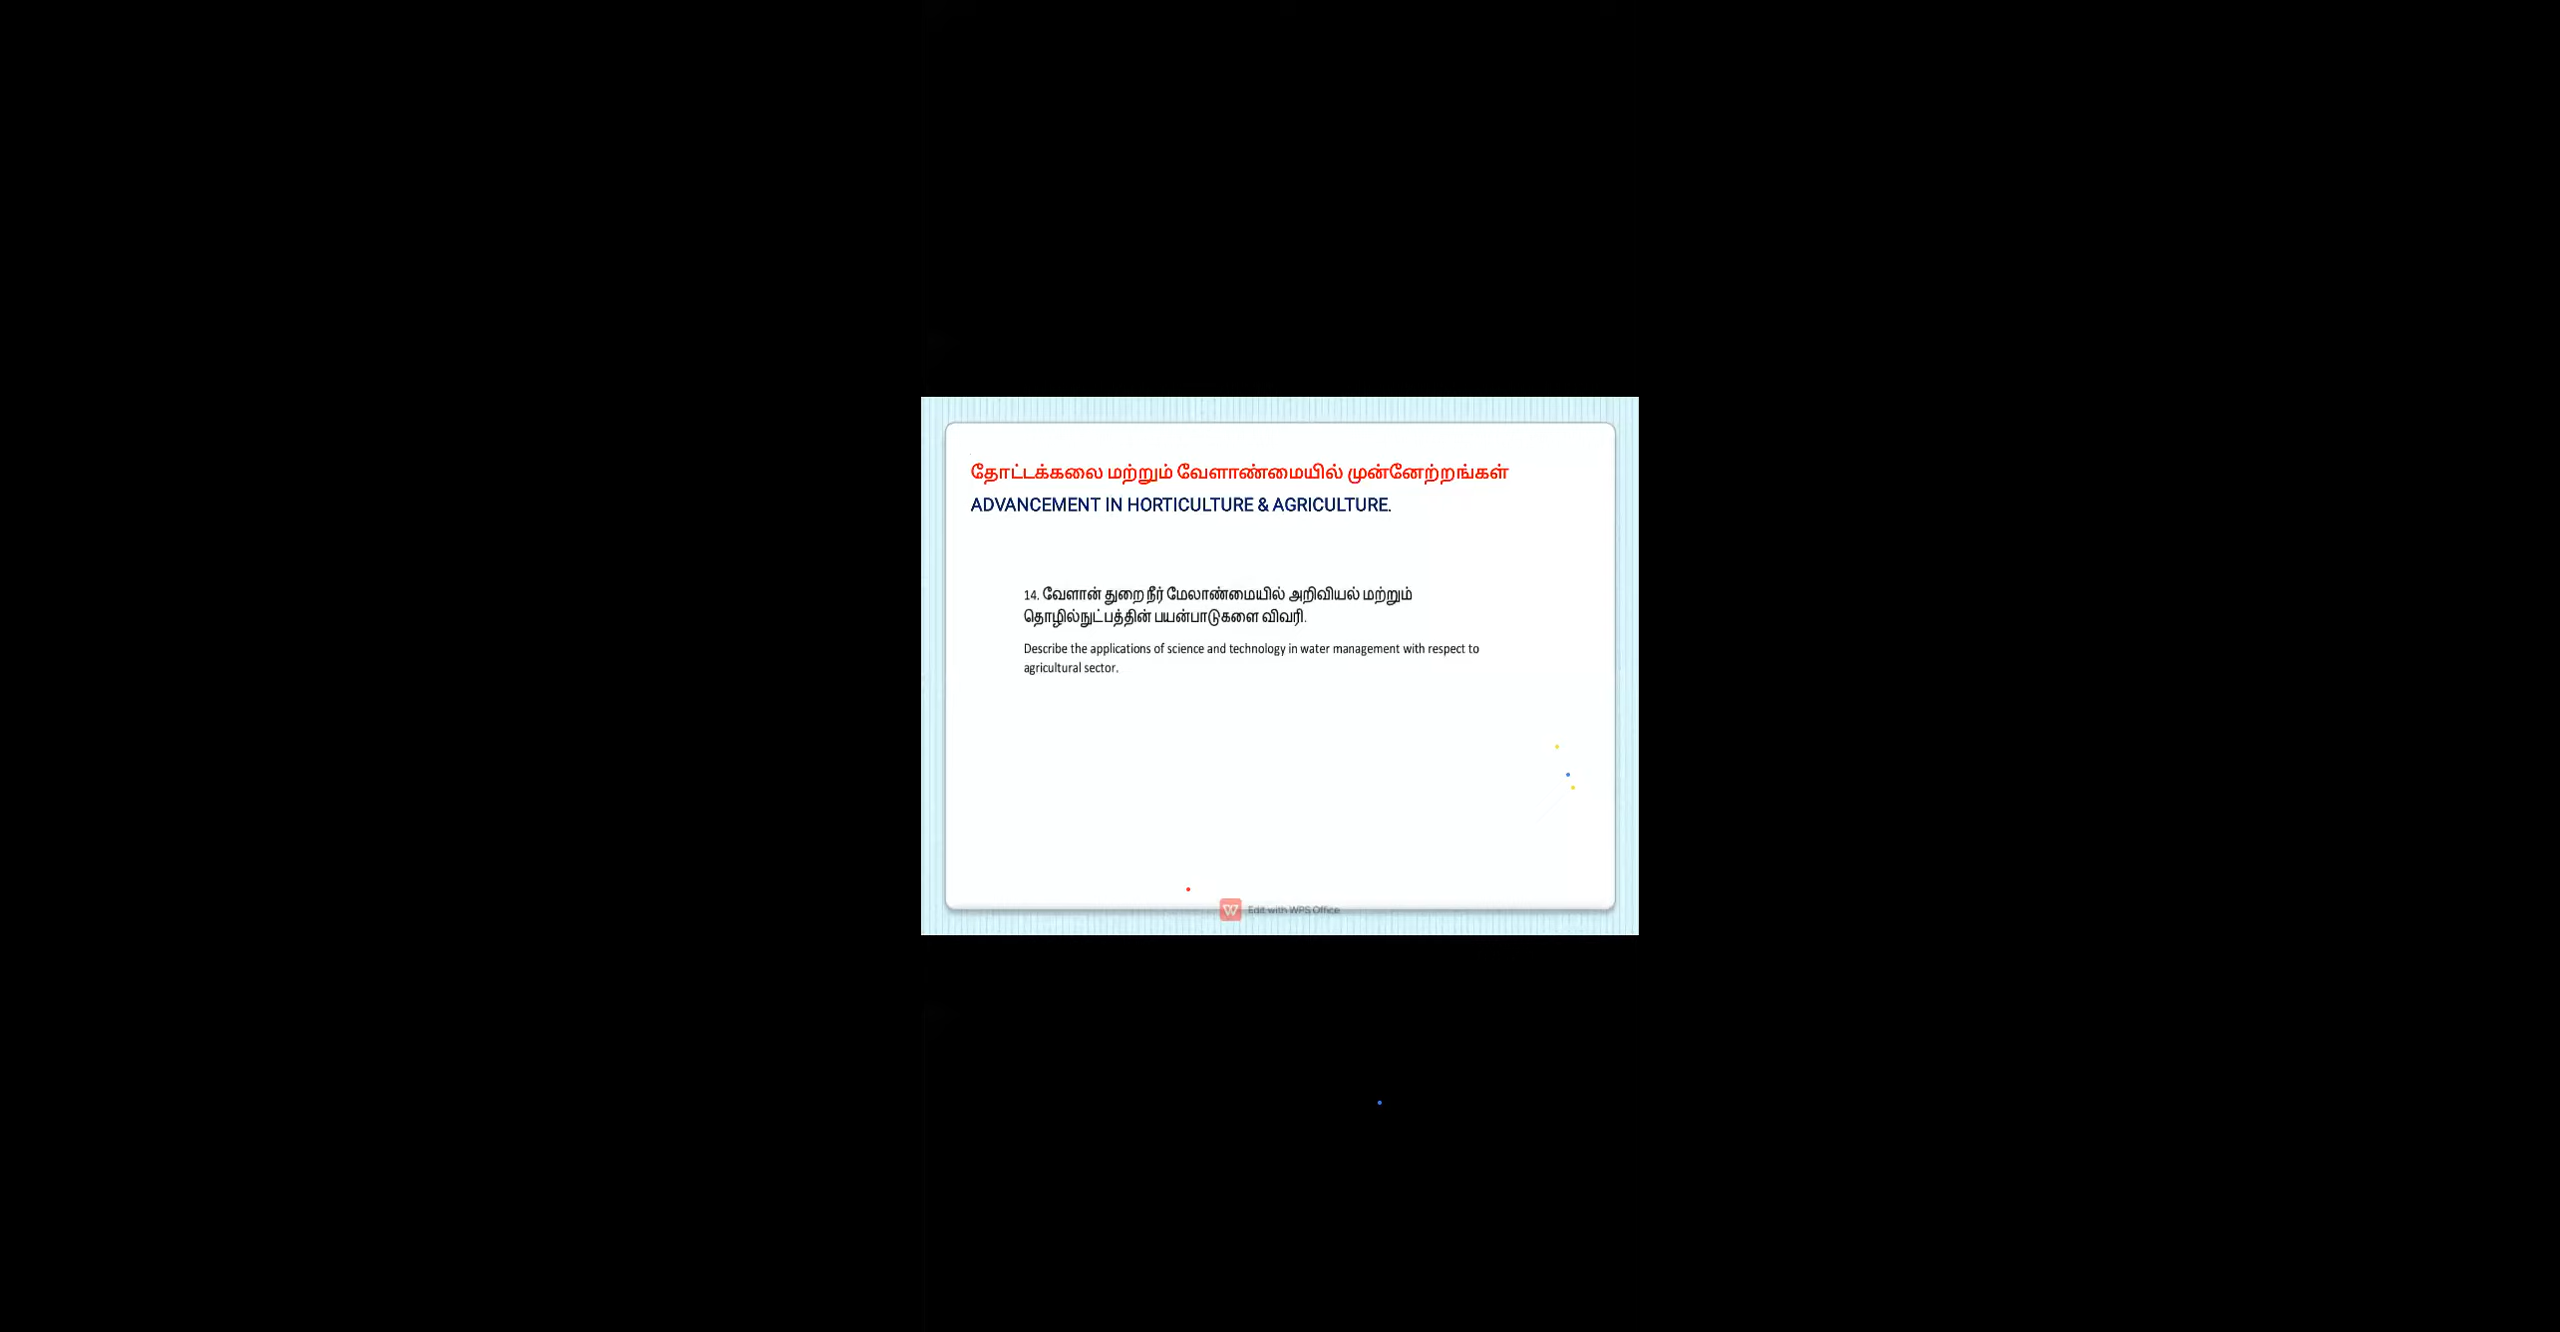 தோட்டக்கலை மற்றும் வேளாண்மையில் முன்னேற்றங்கள்
ADVANCEMENT IN HORTICULTURE & AGRICULTURE.
14. வேளான் துறை நீர் மேலாண்மையில் அறிவியல் மற்றும்
தொழில்நுட்பத்தின் பயன்பாடுகளை விவரி.
Describe the applications of science and technology in water management with respect to
agricultural sector.
W Edit with WPS Office